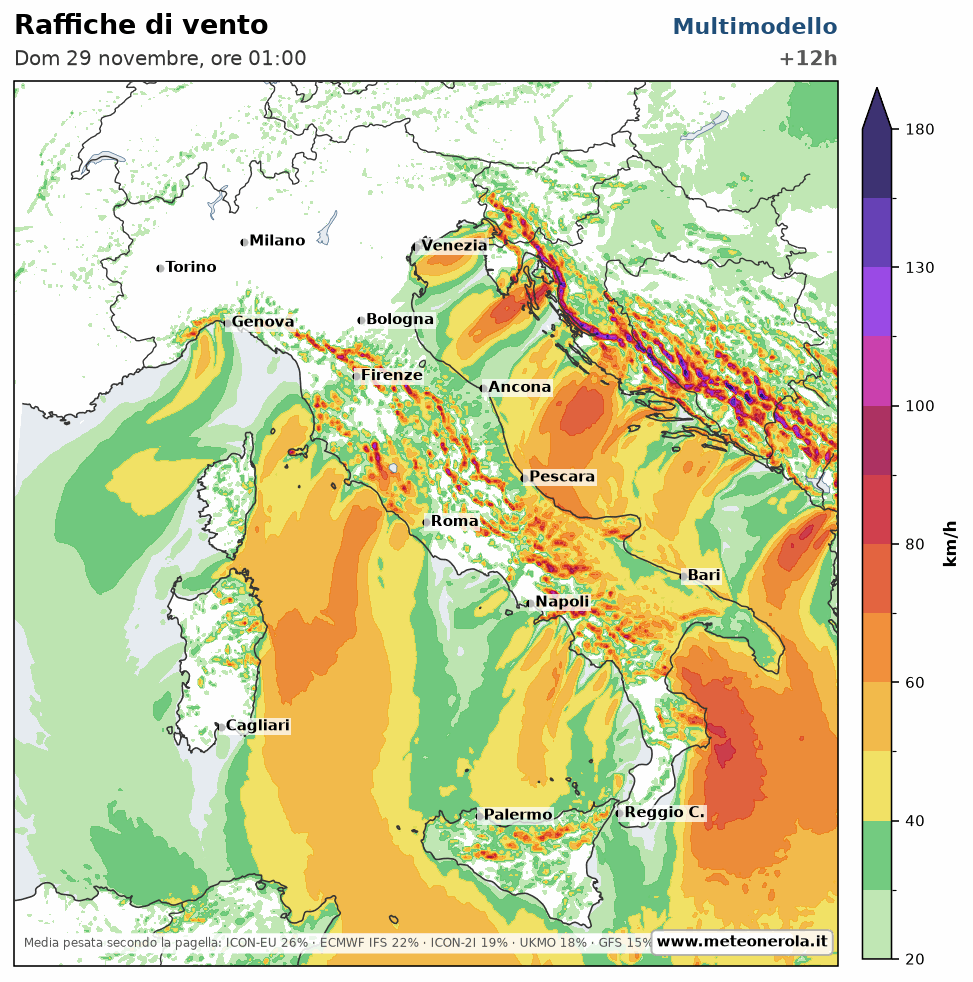 Raffiche di vento
Multimodello
Dom 29 novembre, ore 01:00
+12h
180
130
100
80
60
40
20
km/h
Venezia
Milano
Torino
Genova
Bologna
Firenze
Ancona
Pescara
Roma
Bari
Napoli
Cagliari
Palermo
Reggio C.
Media pesata secondo la pagella: ICON-EU 26% · ECMWF IFS 22% · ICON-2I 19% · UKMO 18% · GFS 15%
www.meteonerola.it